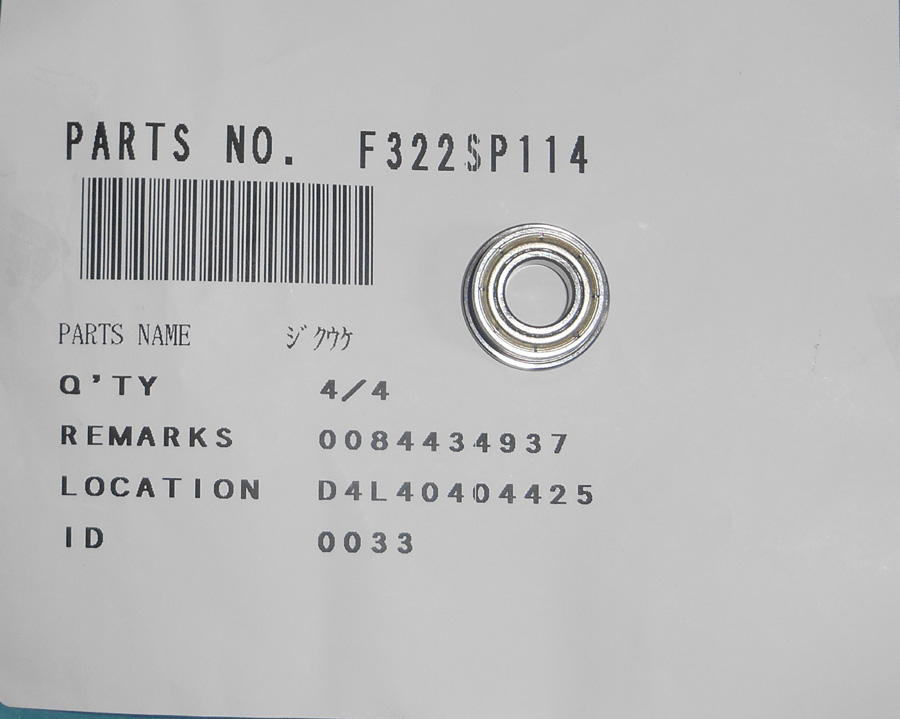 PARTS NO. F322SP114
PARTS NAME ジクウケ
Q'TY 4/4
REMARKS 0084434937
LOCATION D4L40404425
ID 0033